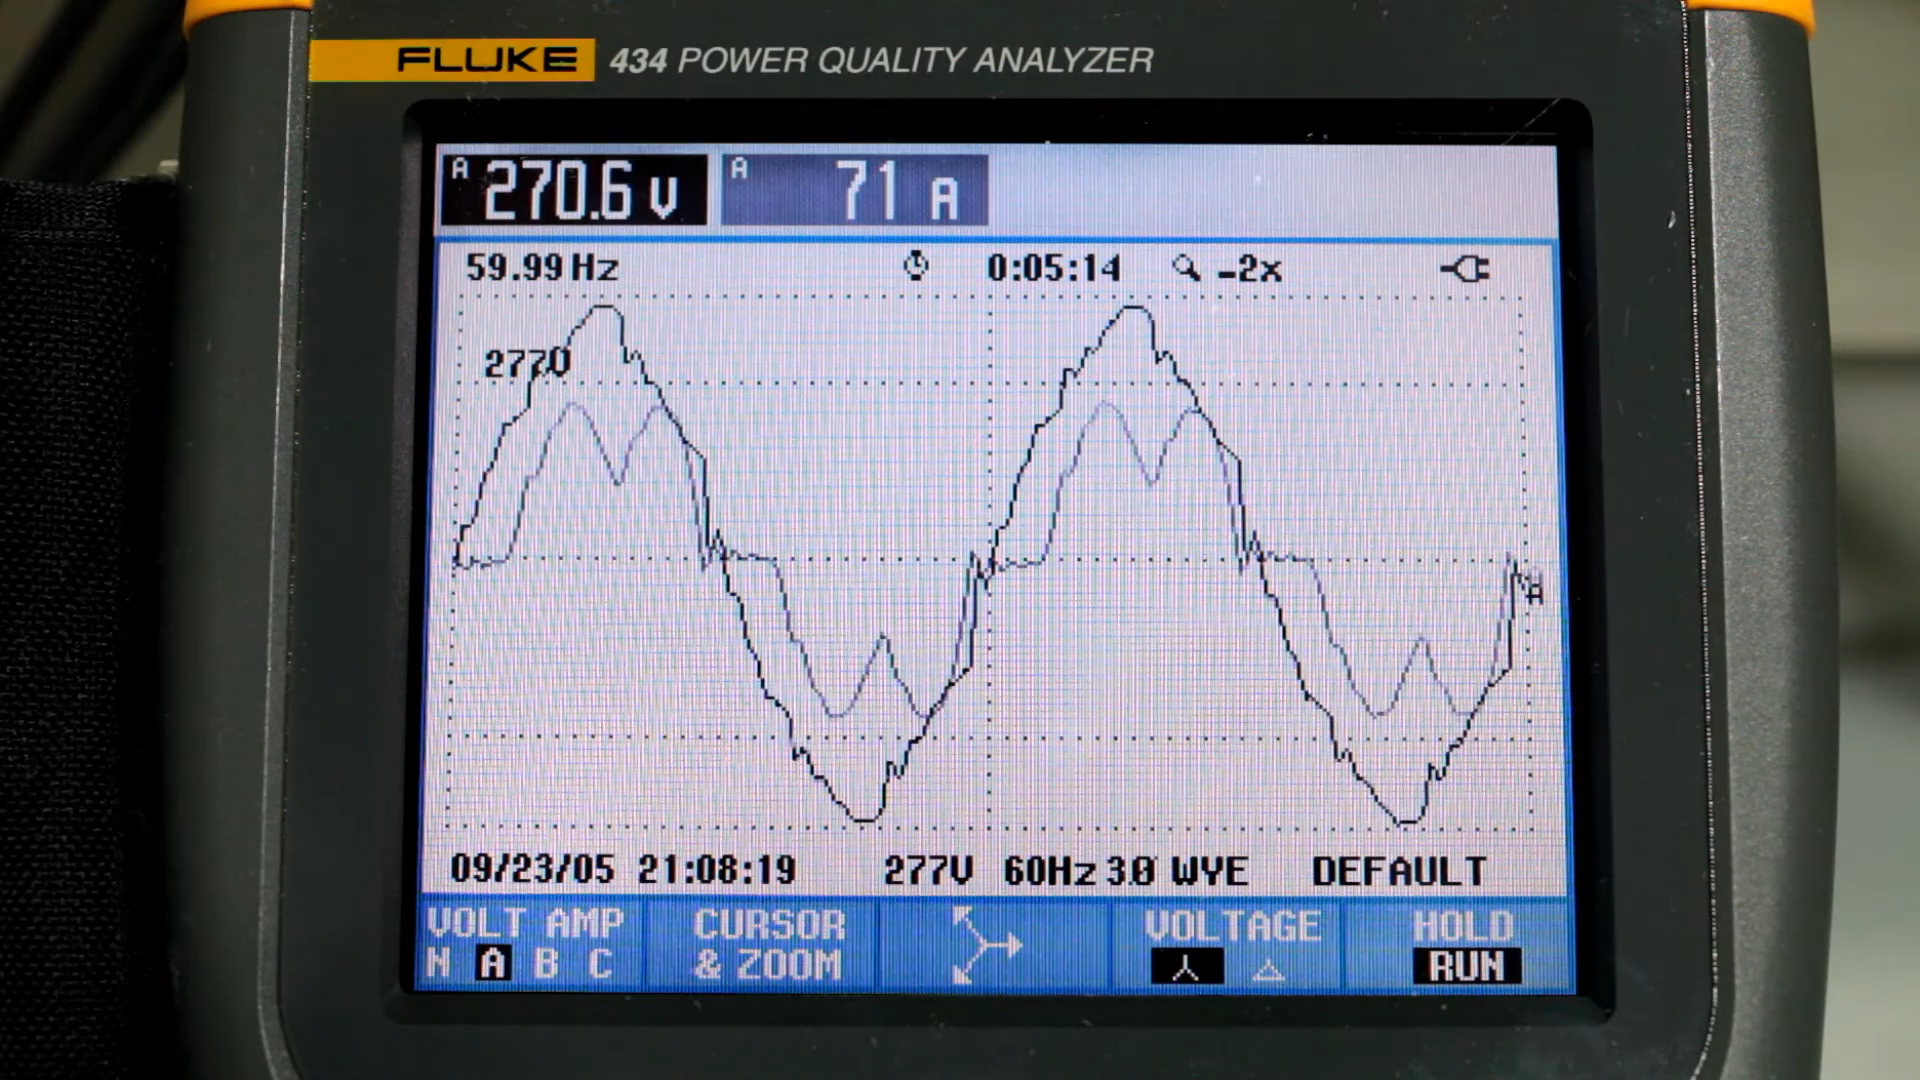 FLUKE 434 POWER QUALITY ANALYZER
A 270.6 V A 71 A
59.99 Hz 0:05:14 -2x
277V
A
09/23/05 21:08:19 277V 60Hz 3Ø WYE DEFAULT
VOLT AMP CURSOR VOLTAGE HOLD
N A B C & ZOOM RUN